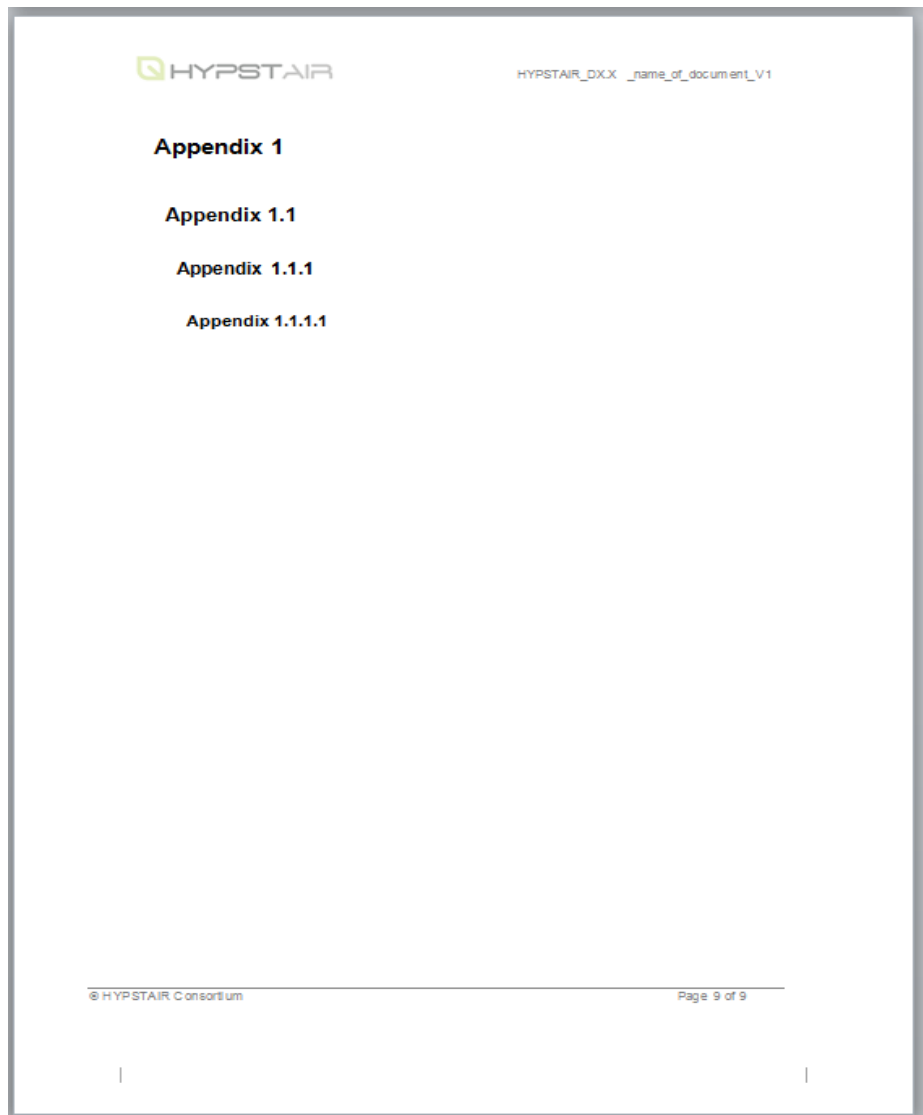 HYPSTAIR HYPSTAIR_DX.X _name_of_document_V1
Appendix 1
Appendix 1.1
Appendix 1.1.1
Appendix 1.1.1.1
© HYPSTAIR Consortium Page 9 of 9